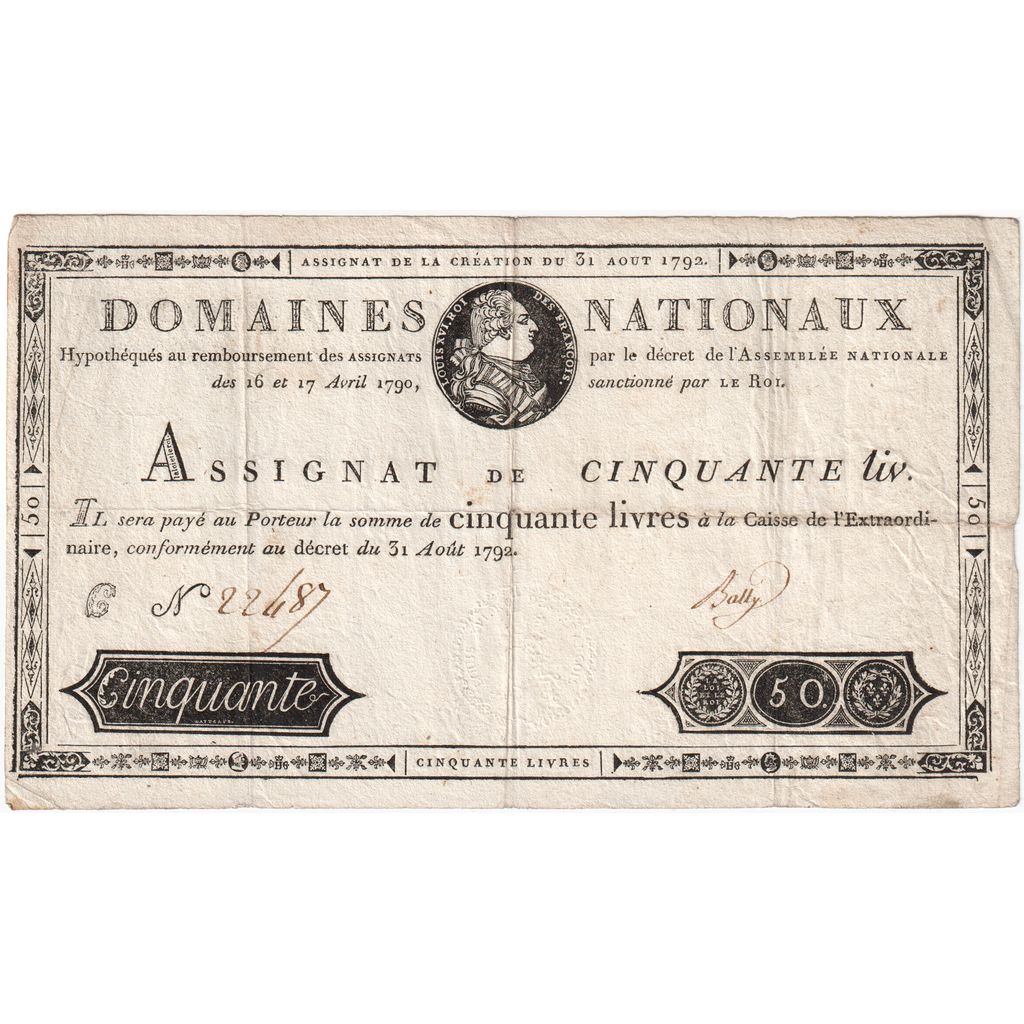 ASSIGNAT DE LA CRÉATION DU 31 AOUT 1792.
DOMAINES NATIONAUX
LOUIS XVI ROI DES FRANÇOIS.
Hypothéqués au remboursement des ASSIGNATS par le décret de l'ASSEMBLÉE NATIONALE
des 16 et 17 Avril 1790, sanctionné par LE ROI.
ASSIGNAT DE CINQUANTE liv.
IL sera payé au Porteur la somme de cinquante livres à la Caisse de l'Extraordi-
naire, conformément au décret du 31 Août 1792.
50
50
C N 22487
Bally
Cinquante
GATTEAUX.
LA LOI ET LE ROI
50.
CINQUANTE LIVRES